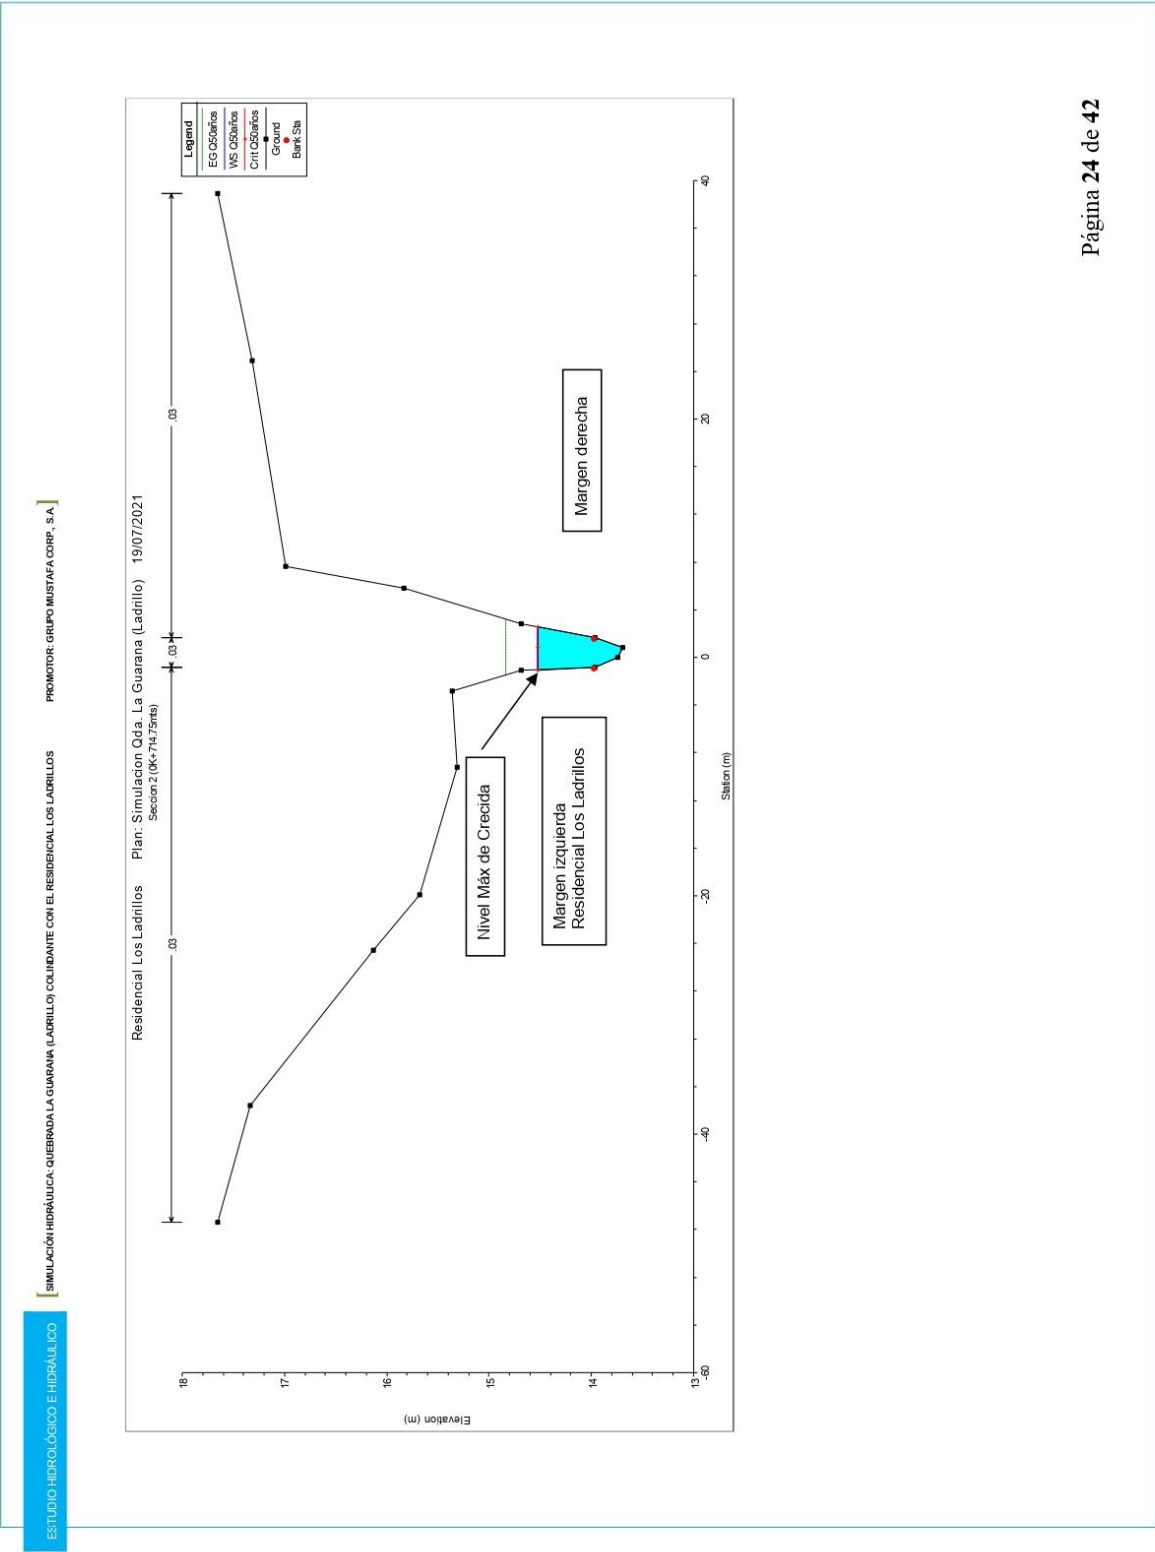 ESTUDIO HIDROLÓGICO E HIDRÁULICO
[SIMULACIÓN HIDRÁULICA: QUEBRADA LA GUARANA (LADRILLO) COLINDANTE CON EL RESIDENCIAL LOS LADRILLOS PROMOTOR: GRUPO MUSTAFA CORP., S.A.]
Residencial Los Ladrillos Plan: Simulacion Qda. La Guarana (Ladrillo) 19/07/2021
Seccion 2 (0K+714.75mts)
.03
.03
.03
Legend
EG Q50años
WS Q50años
Crit Q50años
Ground
Bank Sta
18
17
16
15
14
13
Elevation (m)
Nivel Máx de Crecida
Margen izquierda
Residencial Los Ladrillos
Margen derecha
-60
-40
-20
0
20
40
Station (m)
Página 24 de 42